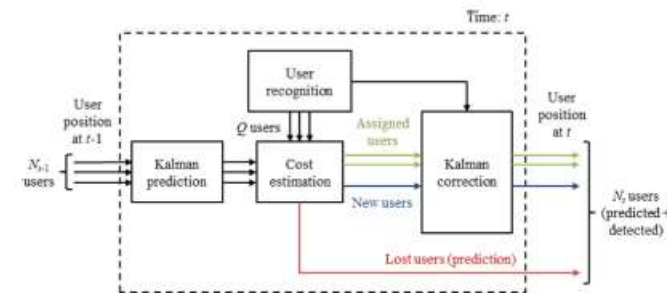 Time: t
User
recognition
User
position
at t-1
Q users
Assigned
users
User
position
at t
N_{t-1}
users
Kalman
prediction
Cost
estimation
Kalman
correction
New users
N_t users
(predicted +
detected)
Lost users (prediction)